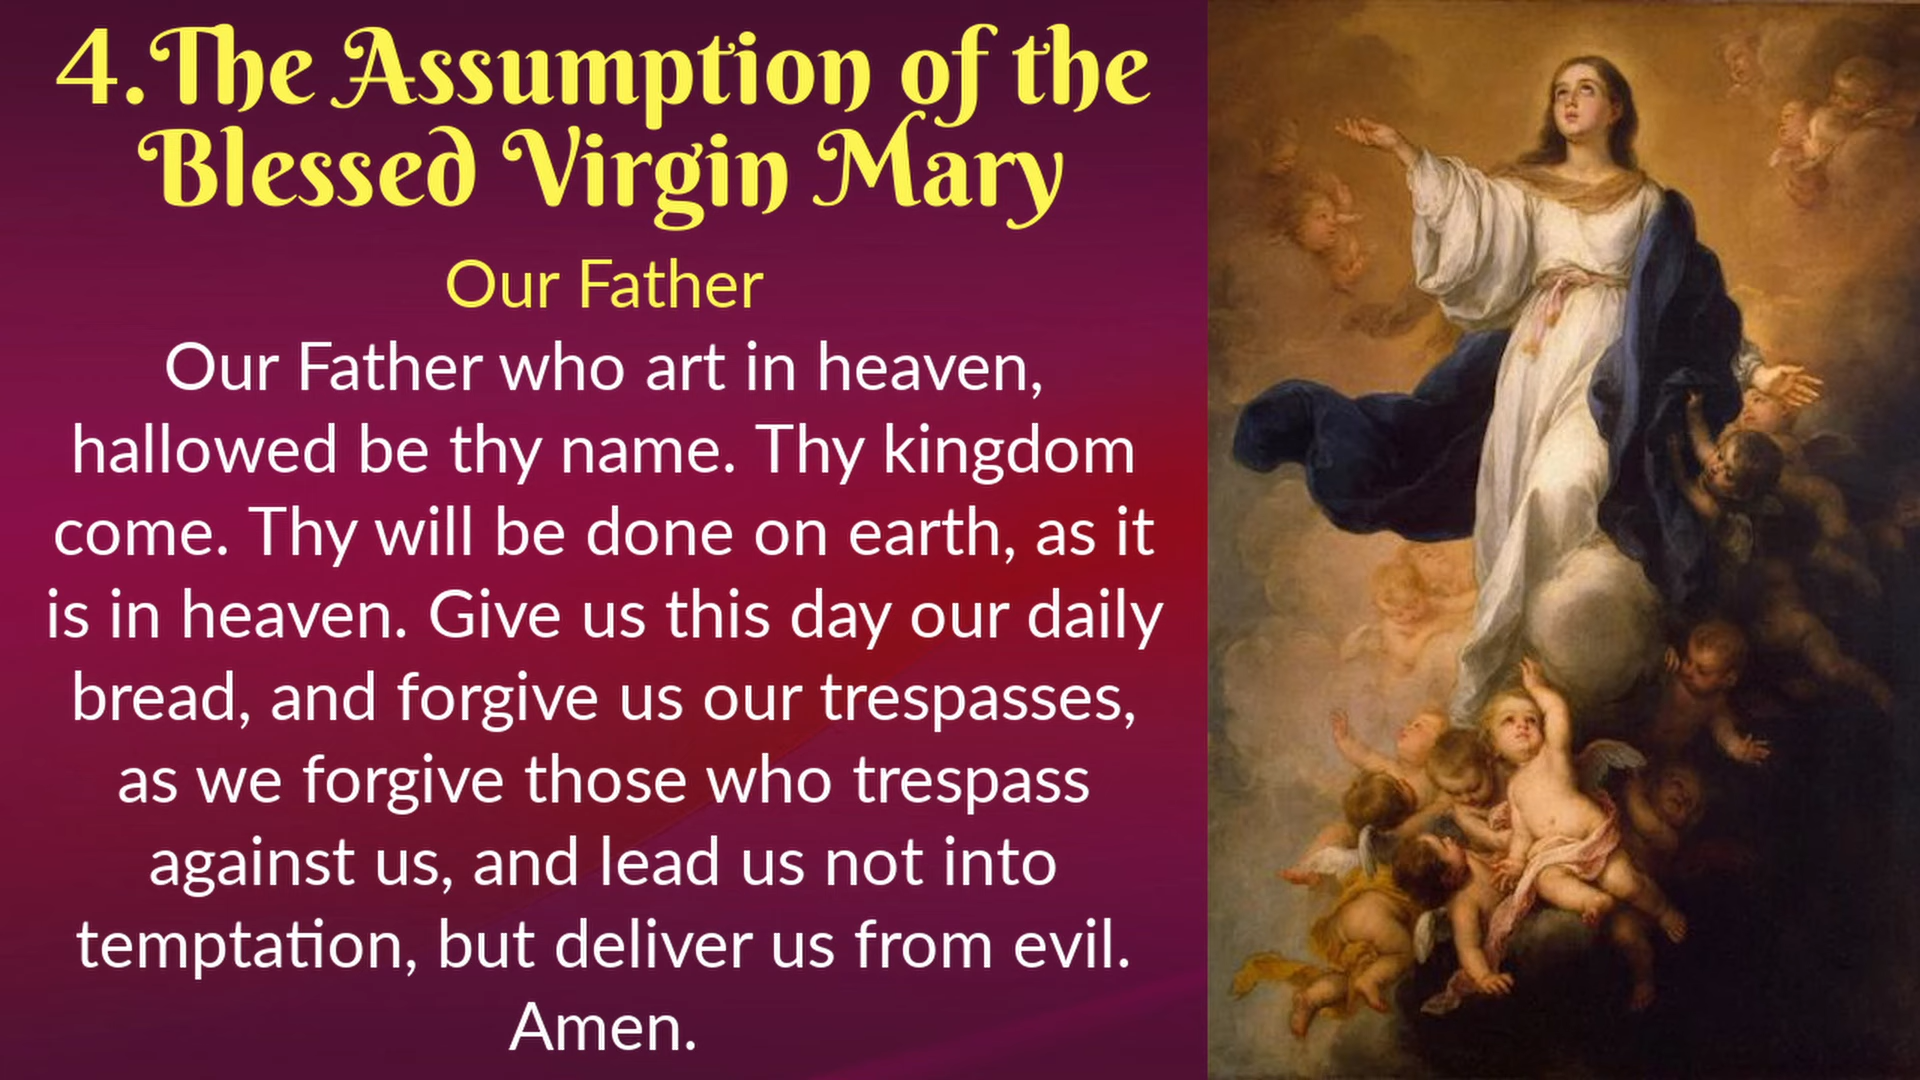 4.The Assumption of the
Blessed Virgin Mary
Our Father
Our Father who art in heaven,
hallowed be thy name. Thy kingdom
come. Thy will be done on earth, as it
is in heaven. Give us this day our daily
bread, and forgive us our trespasses,
as we forgive those who trespass
against us, and lead us not into
temptation, but deliver us from evil.
Amen.